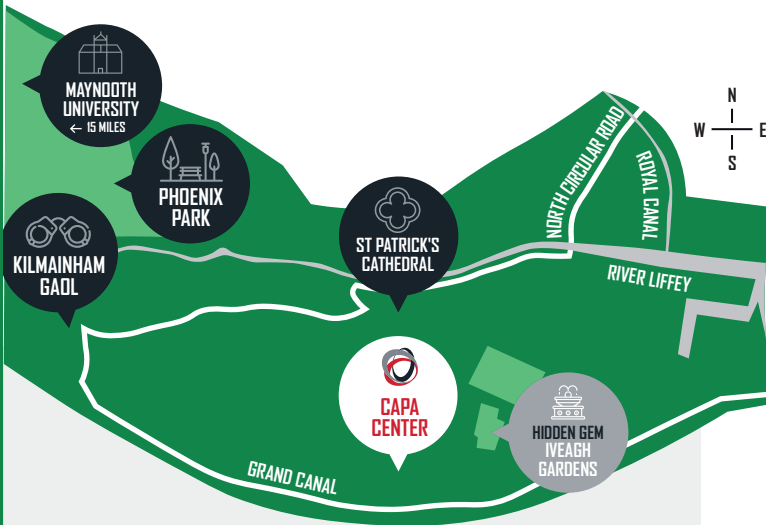 MAYNOOTH
UNIVERSITY
← 15 MILES
PHOENIX
PARK
KILMAINHAM
GAOL
ST PATRICK'S
CATHEDRAL
NORTH CIRCULAR ROAD
ROYAL CANAL
N
W
E
S
RIVER LIFFEY
CAPA
CENTER
HIDDEN GEM
IVEAGH
GARDENS
GRAND CANAL